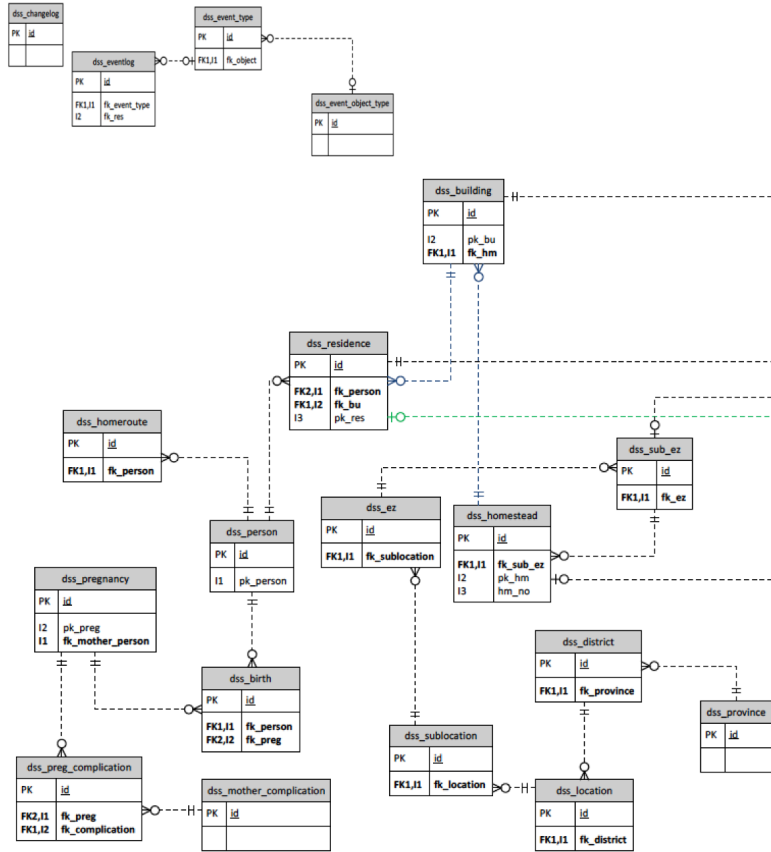 dss_changelog
PK id
dss_event_type
PK id
FK1,I1 fk_object
dss_eventlog
PK id
FK1,I1 fk_event_type
I2 fk_res
dss_event_object_type
PK id
dss_building
PK id
I2 pk_bu
FK1,I1 fk_hm
dss_residence
PK id
FK2,I1 fk_person
FK1,I2 fk_bu
I3 pk_res
dss_homeroute
PK id
FK1,I1 fk_person
dss_sub_ez
PK id
FK1,I1 fk_ez
dss_ez
PK id
FK1,I1 fk_sublocation
dss_homestead
PK id
FK1,I1 fk_sub_ez
I2 pk_hm
I3 hm_no
dss_person
PK id
I1 pk_person
dss_pregnancy
PK id
I2 pk_preg
I1 fk_mother_person
dss_district
PK id
FK1,I1 fk_province
dss_birth
PK id
FK1,I1 fk_person
FK2,I2 fk_preg
dss_province
PK id
dss_sublocation
PK id
FK1,I1 fk_location
dss_preg_complication
PK id
FK2,I1 fk_preg
FK1,I2 fk_complication
dss_mother_complication
PK id
dss_location
PK id
FK1,I1 fk_district